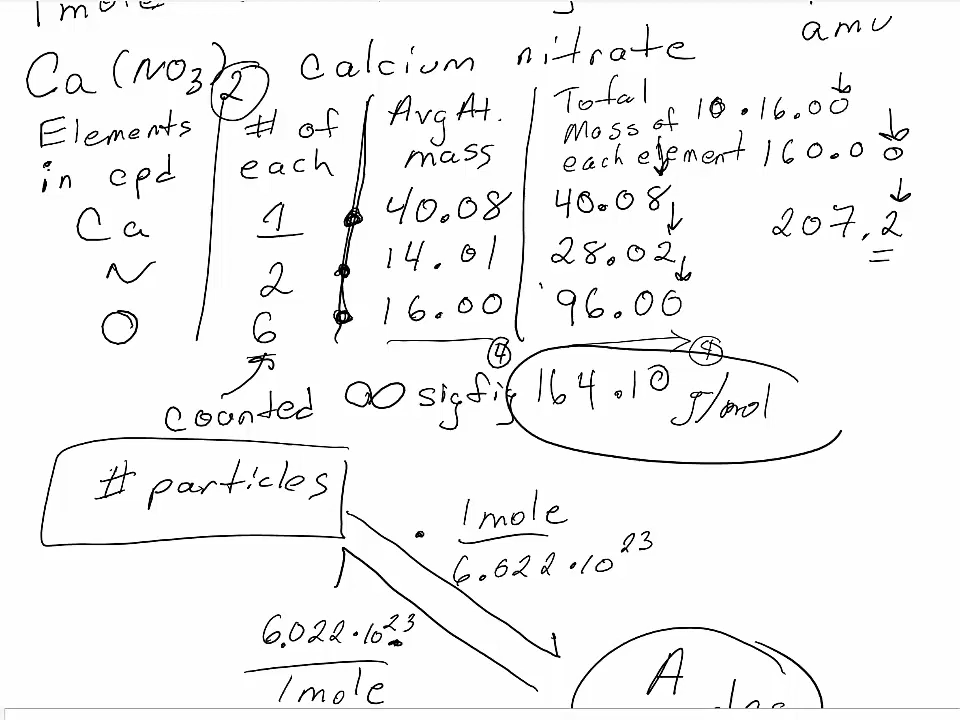 1 mole
amu
Ca(NO3)2 Calcium nitrate
Elements in cpd
# of each
Avg At. mass
Total Mass of each element
10 · 16.00
160.0 0
207.2
Ca 1 40.08 40.08
N 2 14.01 28.02
O 6 16.00 96.00
④ ④
counted ∞ sigfig 164.10 g/mol
# particles
· 1 mole
6.022 · 10^23
6.022 · 10^23
1 mole
A